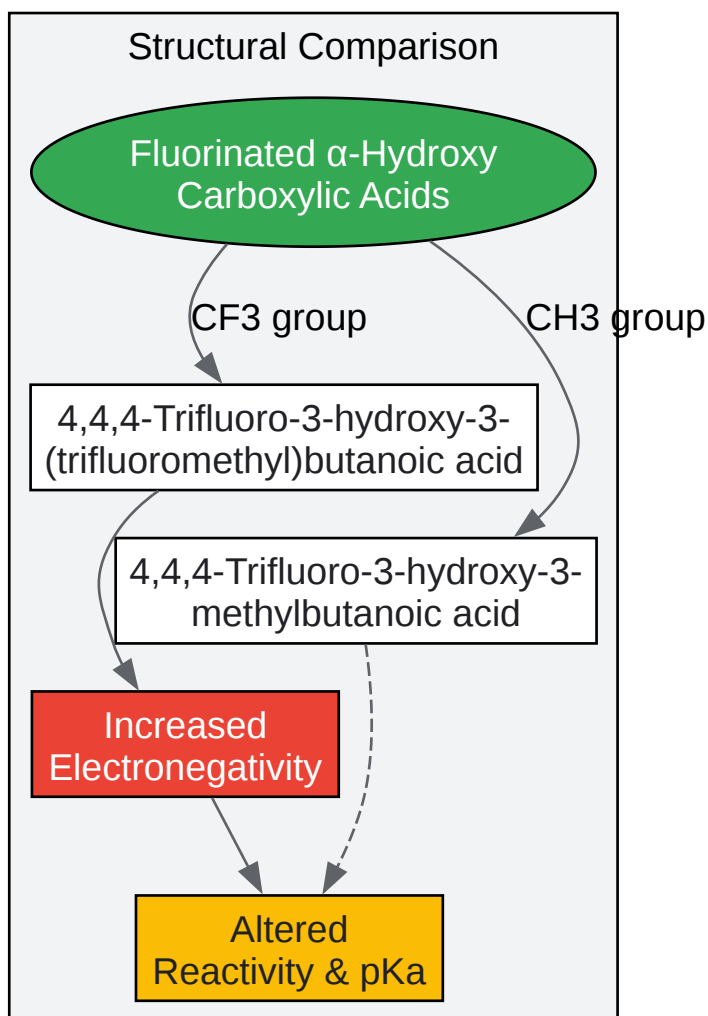 Structural Comparison
Fluorinated α-Hydroxy
Carboxylic Acids
CF3 group
CH3 group
4,4,4-Trifluoro-3-hydroxy-3-
(trifluoromethyl)butanoic acid
4,4,4-Trifluoro-3-hydroxy-3-
methylbutanoic acid
Increased
Electronegativity
Altered
Reactivity & pKa